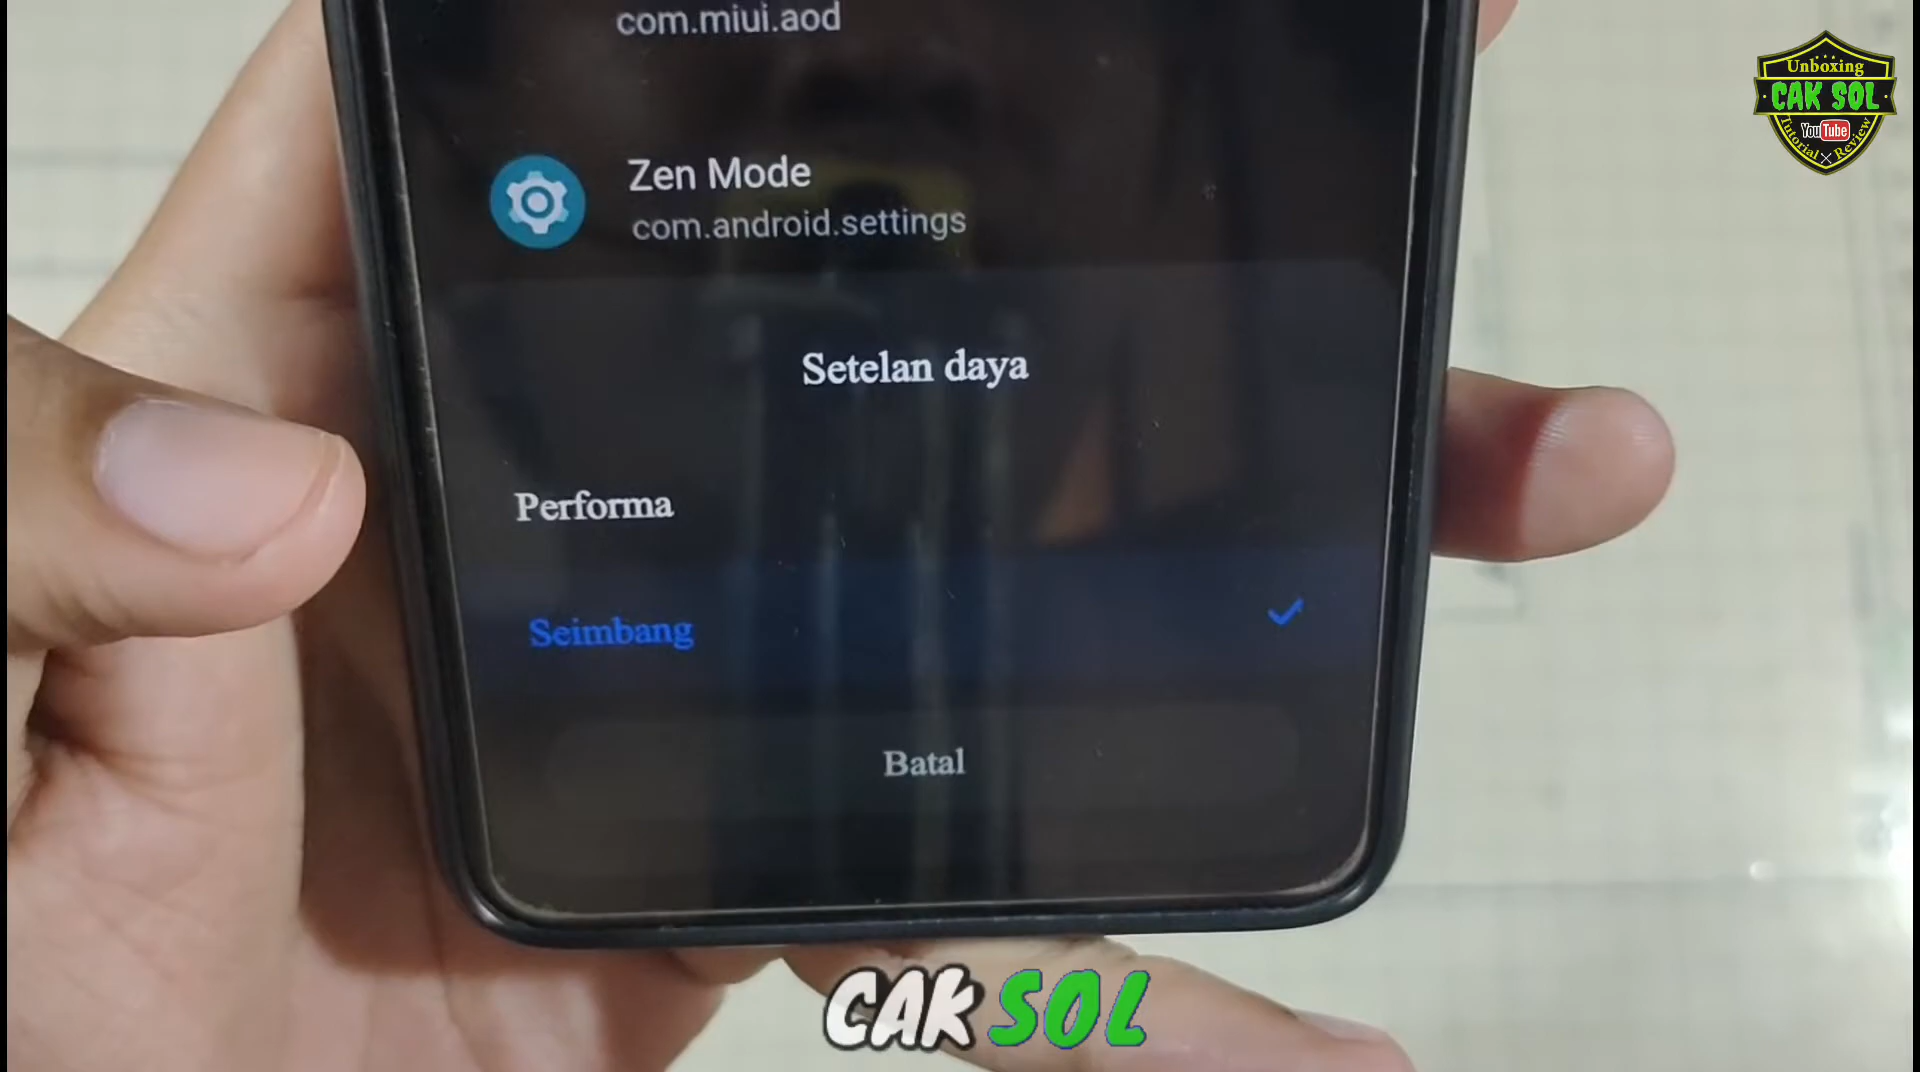 com.miui.aod
Unboxing
CAK SOL
YouTube
Tutorial Review
Zen Mode
com.android.settings
Setelan daya
Performa
Seimbang
Batal
CAK SOL